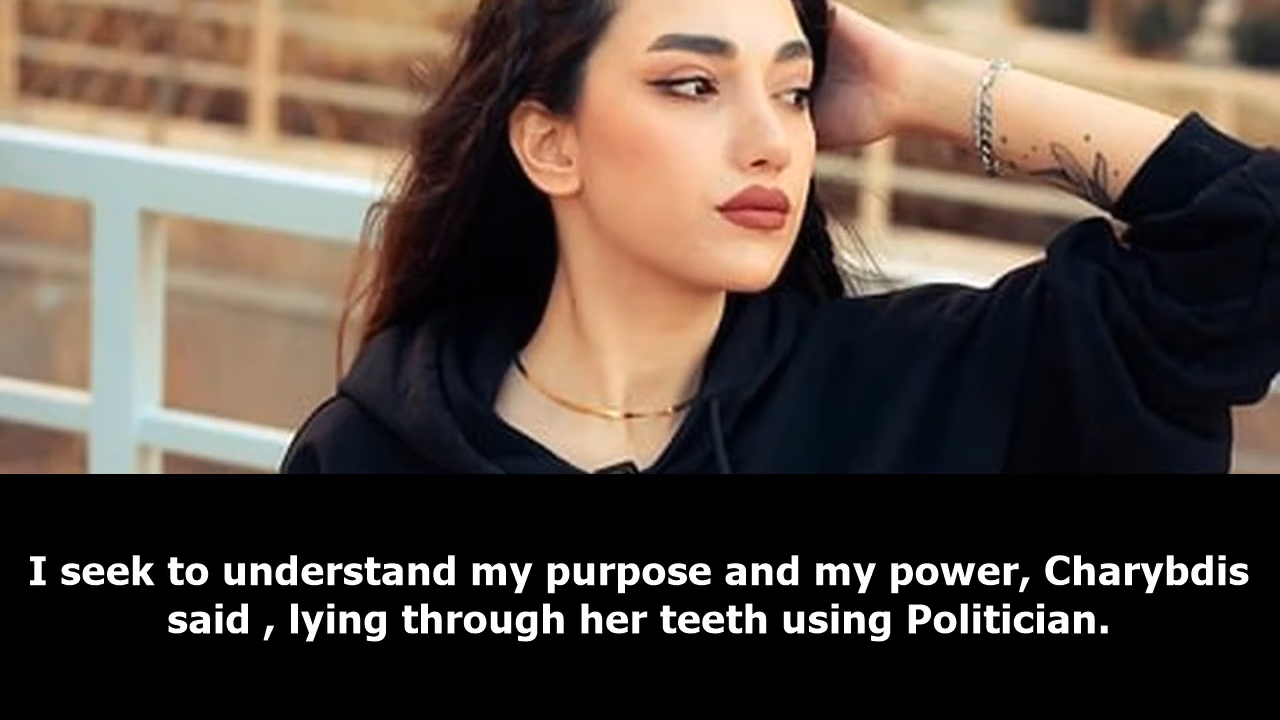 I seek to understand my purpose and my power, Charybdis
said , lying through her teeth using Politician.